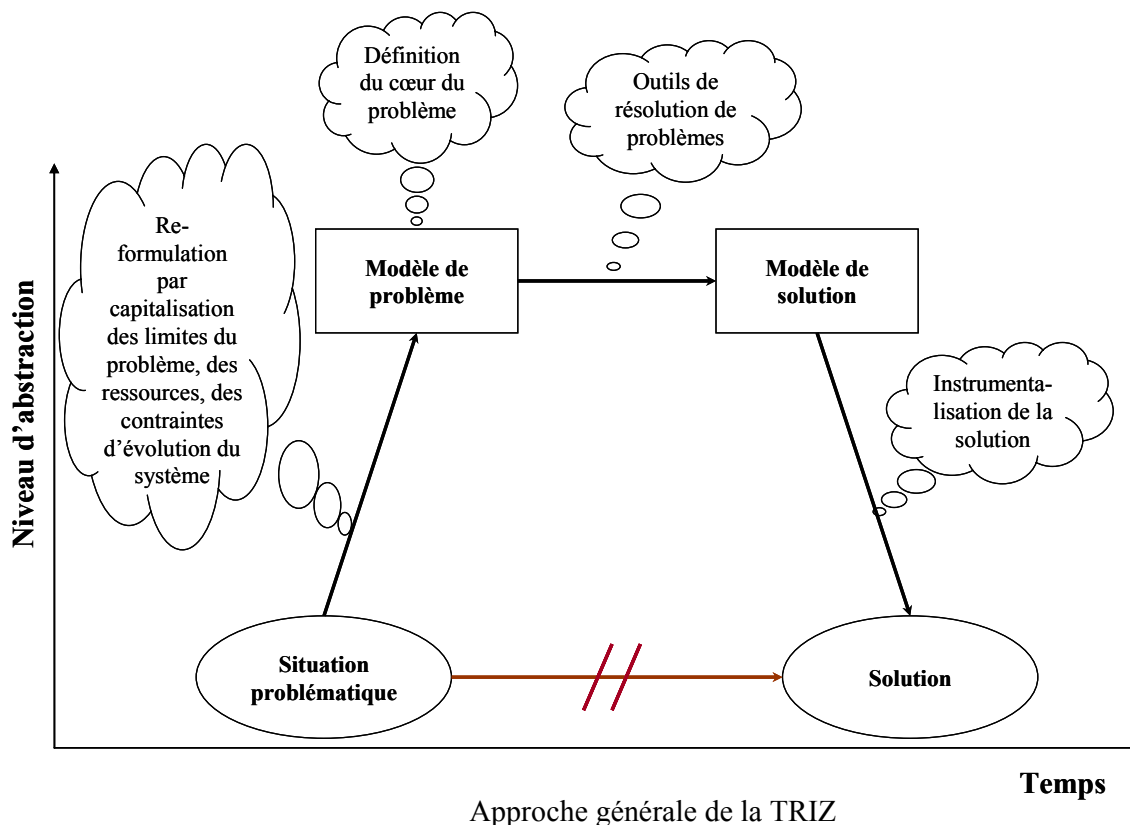 Définition
du cœur du
problème
Outils de
résolution de
problèmes
Re-
formulation
par
capitalisation
des limites du
problème, des
ressources, des
contraintes
d’évolution du
système
Modèle de
problème
Modèle de
solution
Instrumenta-
lisation de la
solution
Niveau d’abstraction
Situation
problématique
Solution
Temps
Approche générale de la TRIZ